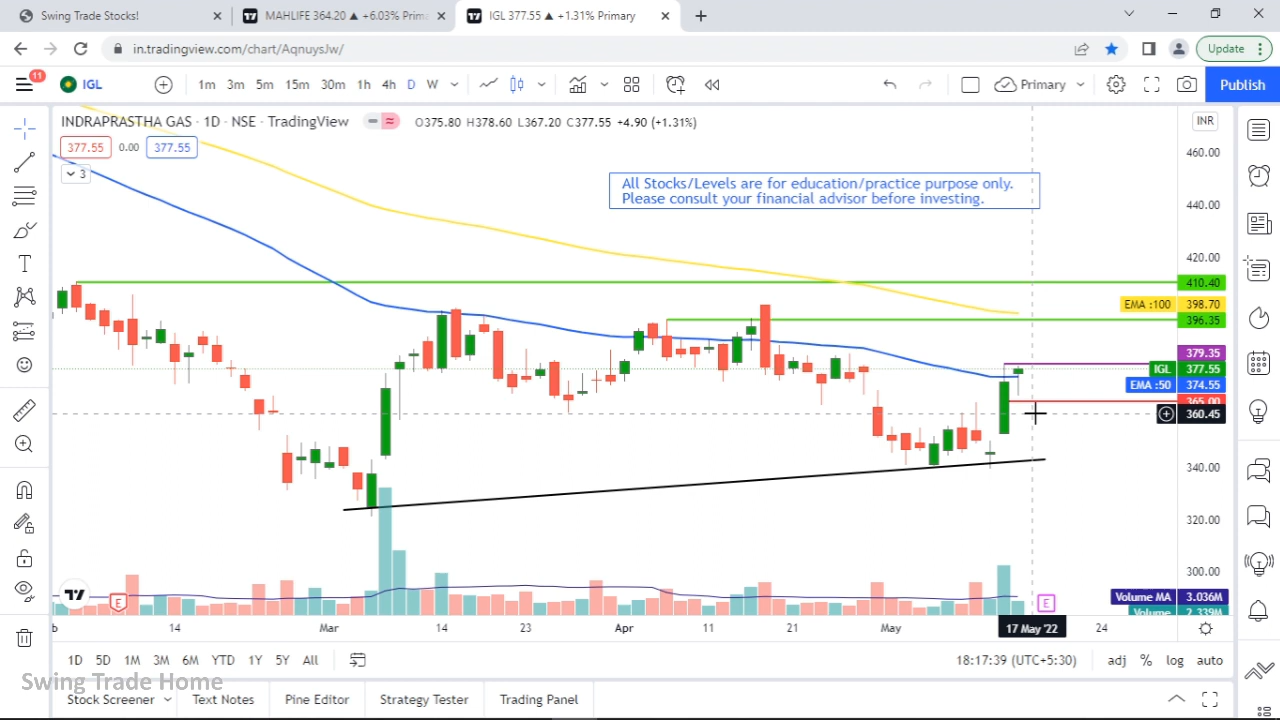 Swing Trade Stocks!
MAHLIFE 364.20 ▲ +6.03% Prima
IGL 377.55 ▲ +1.31% Primary
in.tradingview.com/chart/AqnuysJw/
Update
11
IGL
1m 3m 5m 15m 30m 1h 4h D W
Primary
Publish
INDRAPRASTHA GAS · 1D · NSE · TradingView
O375.80 H378.60 L367.20 C377.55 +4.90 (+1.31%)
INR
377.55 0.00 377.55
3
All Stocks/Levels are for education/practice purpose only.
Please consult your financial advisor before investing.
460.00
440.00
420.00
410.40
EMA :100 398.70
396.35
379.35
IGL 377.55
EMA :50 374.55
365.00
360.45
340.00
320.00
300.00
Volume MA 3.036M
Volume 2.339M
E
E
b 14 Mar 14 23 Apr 11 21 May 17 May '22 24
1D 5D 1M 3M 6M YTD 1Y 5Y All
18:17:39 (UTC+5:30) adj % log auto
Swing Trade Home
Stock Screener Text Notes Pine Editor Strategy Tester Trading Panel